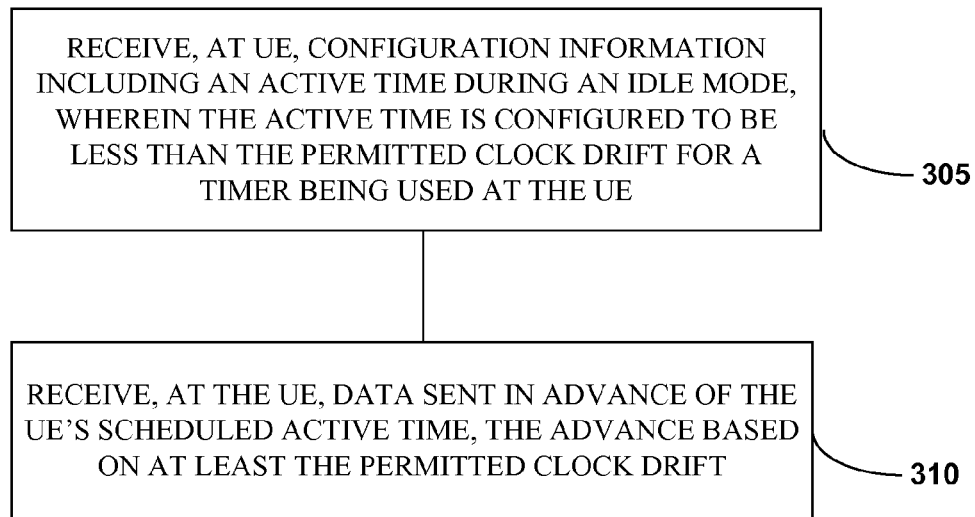 RECEIVE, AT UE, CONFIGURATION INFORMATION
INCLUDING AN ACTIVE TIME DURING AN IDLE MODE,
WHEREIN THE ACTIVE TIME IS CONFIGURED TO BE
LESS THAN THE PERMITTED CLOCK DRIFT FOR A
TIMER BEING USED AT THE UE
305
RECEIVE, AT THE UE, DATA SENT IN ADVANCE OF THE
UE'S SCHEDULED ACTIVE TIME, THE ADVANCE BASED
ON AT LEAST THE PERMITTED CLOCK DRIFT
310